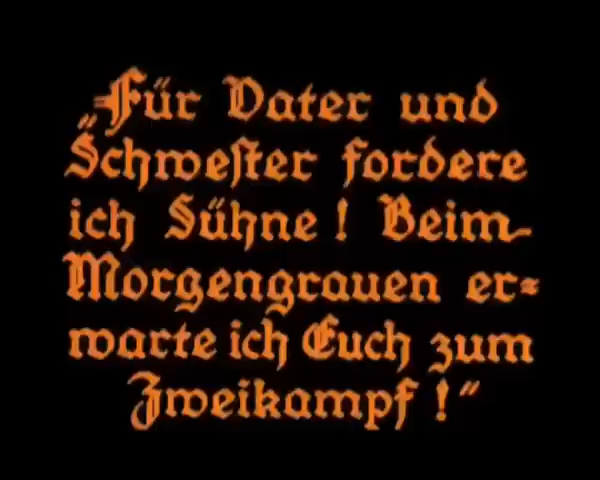 „Für Vater und
Schwester fordere
ich Sühne! Beim
Morgengrauen er=
warte ich Euch zum
Zweikampf!“